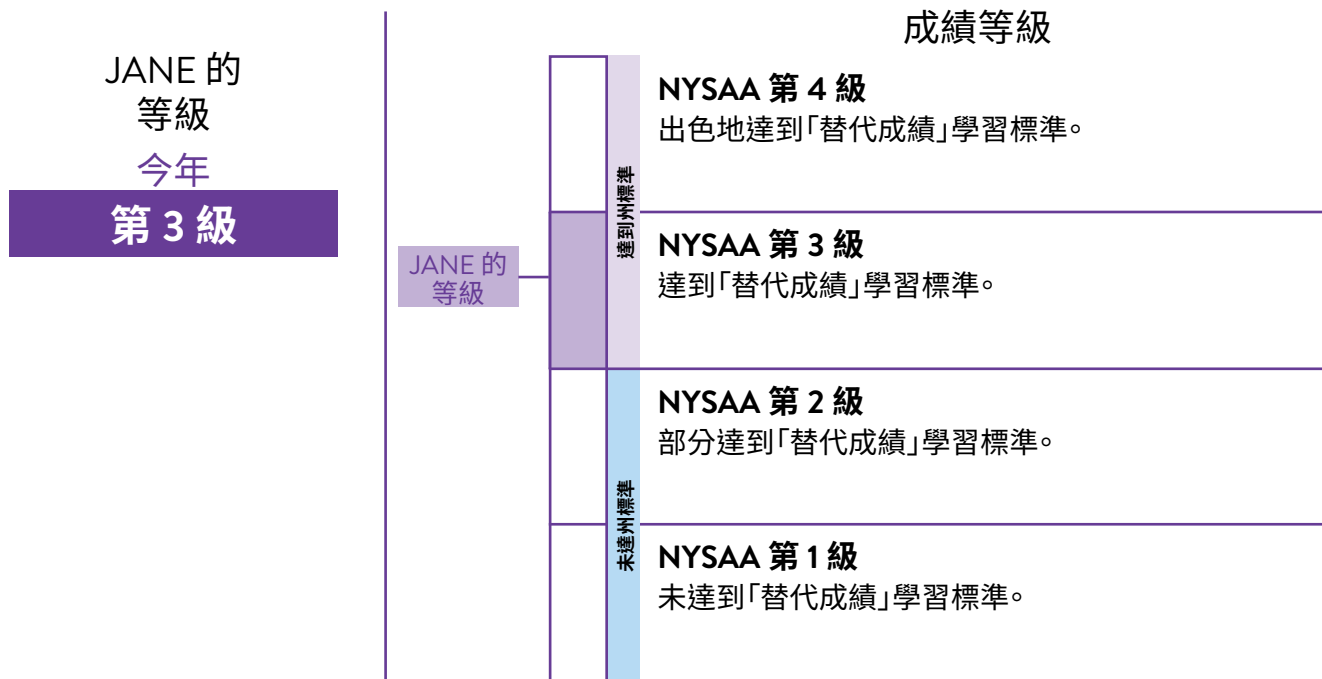 JANE 的
等級
今年
第 3 級
成績等級
JANE 的
等級
達到州標準
未達州標準
NYSAA 第 4 級
出色地達到「替代成績」學習標準。
NYSAA 第 3 級
達到「替代成績」學習標準。
NYSAA 第 2 級
部分達到「替代成績」學習標準。
NYSAA 第 1 級
未達到「替代成績」學習標準。